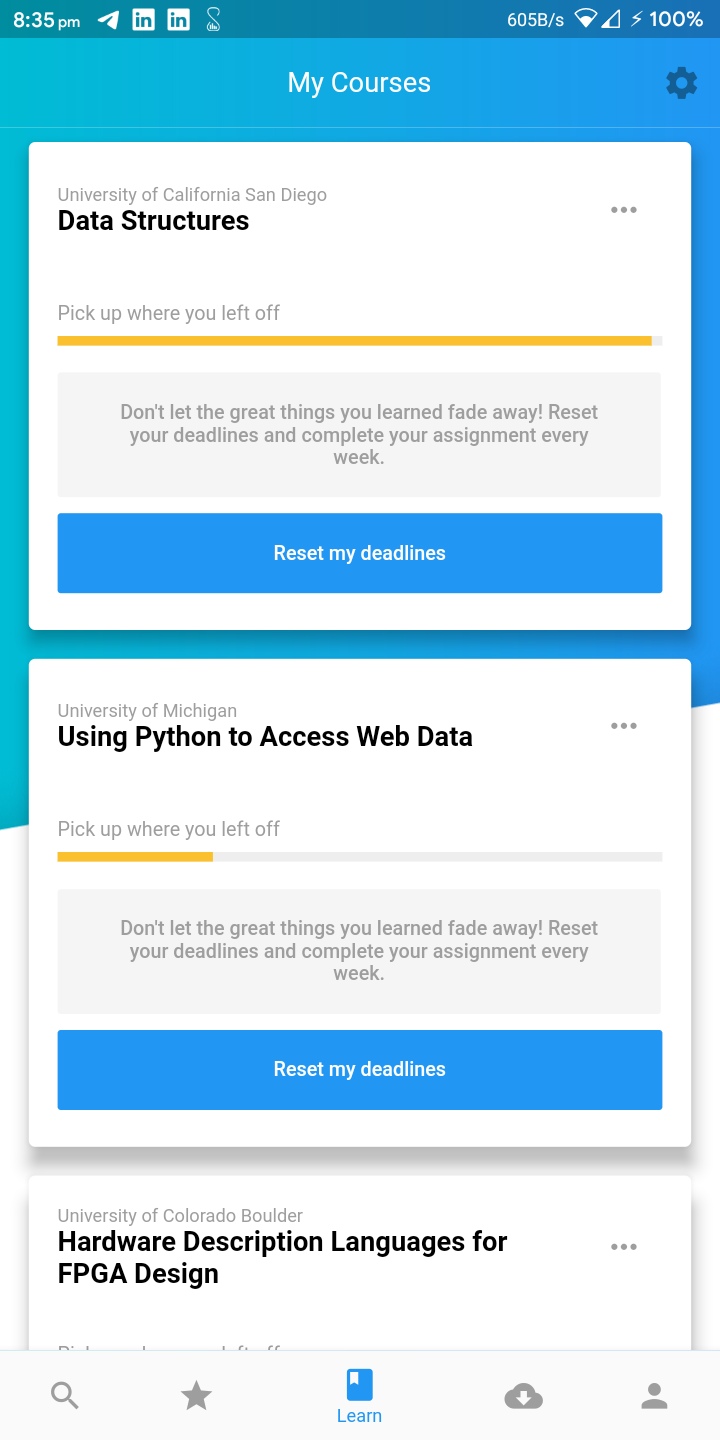 8:35 pm 605B/s 100%
My Courses
University of California San Diego
Data Structures
Pick up where you left off
Don't let the great things you learned fade away! Reset
your deadlines and complete your assignment every
week.
Reset my deadlines
University of Michigan
Using Python to Access Web Data
Pick up where you left off
Don't let the great things you learned fade away! Reset
your deadlines and complete your assignment every
week.
Reset my deadlines
University of Colorado Boulder
Hardware Description Languages for
FPGA Design
Learn